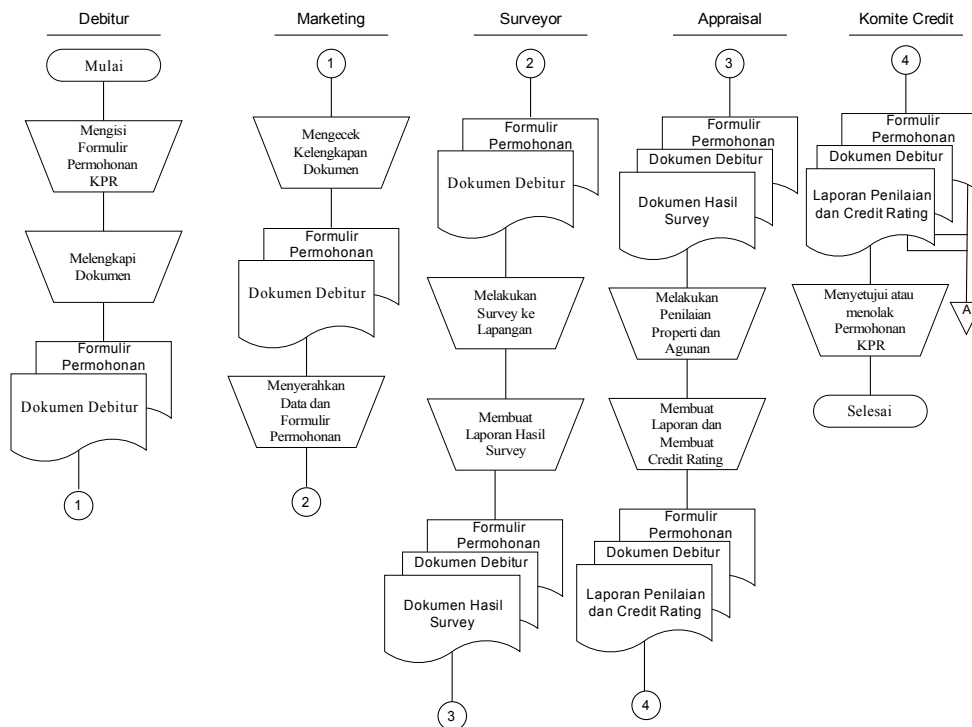 Debitur
Mulai
Mengisi
Formulir
Permohonan
KPR
Melengkapi
Dokumen
Formulir
Permohonan
Dokumen Debitur
1
Marketing
1
Mengecek
Kelengkapan
Dokumen
Formulir
Permohonan
Dokumen Debitur
Menyerahkan
Data dan
Formulir
Permohonan
2
Surveyor
2
Formulir
Permohonan
Dokumen Debitur
Melakukan
Survey ke
Lapangan
Membuat
Laporan Hasil
Survey
Formulir
Permohonan
Dokumen Debitur
Dokumen Hasil
Survey
3
Appraisal
3
Formulir
Permohonan
Dokumen Debitur
Dokumen Hasil
Survey
Melakukan
Penilaian
Properti dan
Agunan
Membuat
Laporan dan
Membuat
Credit Rating
Formulir
Permohonan
Dokumen Debitur
Laporan Penilaian
dan Credit Rating
4
Komite Credit
4
Formulir
Permohonan
Dokumen Debitur
Laporan Penilaian
dan Credit Rating
A
Menyetujui atau
menolak
Permohonan
KPR
Selesai